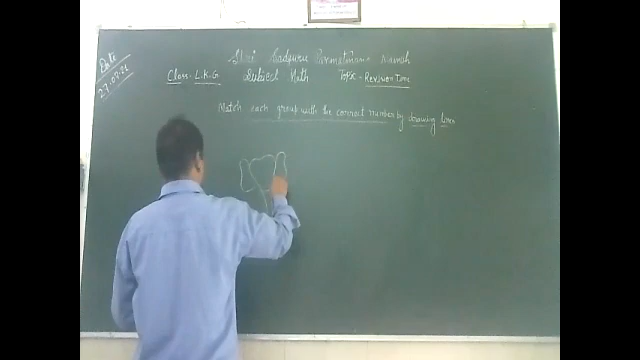 Date
27.09.21
Shri Sadguru Parmatmane Namah
Class - L.K.G Subject Math Topic - Revision Time
Match each group with the correct number by drawing lines